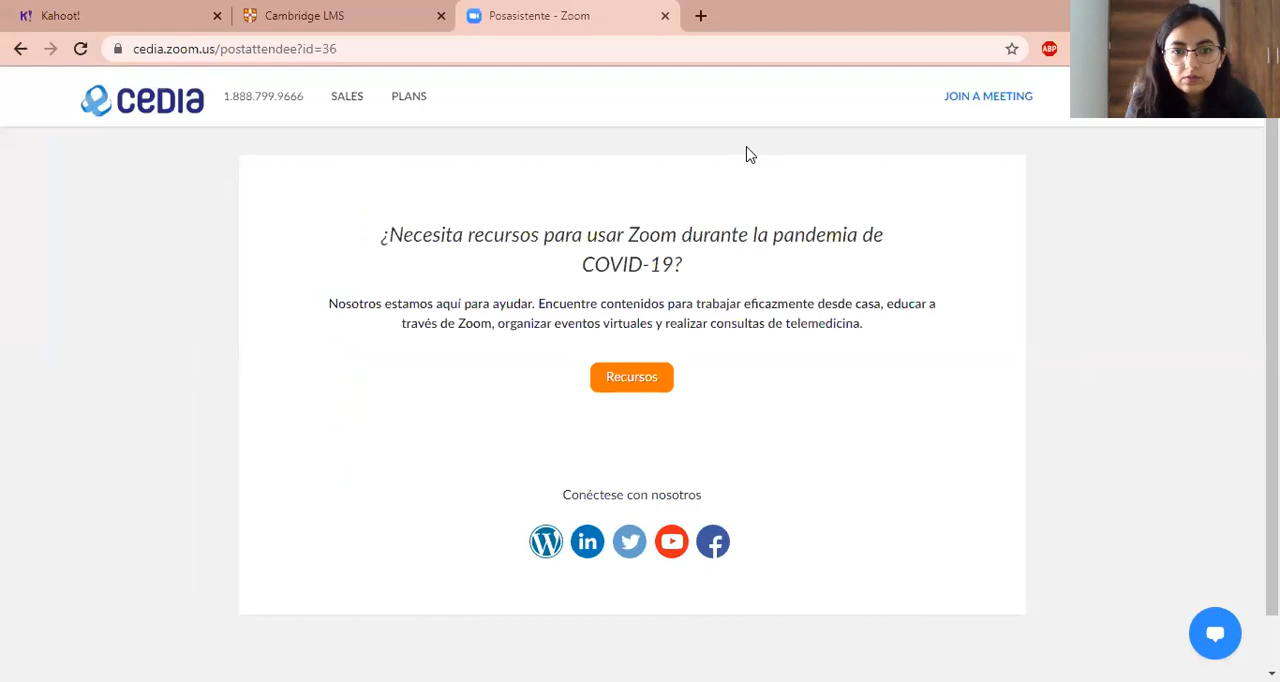 Kahoot!
Cambridge LMS
Posasistente - Zoom
cedia.zoom.us/postattendee?id=36
ABP
CEDIA
1.888.799.9666
SALES
PLANS
JOIN A MEETING
¿Necesita recursos para usar Zoom durante la pandemia de
COVID-19?
Nosotros estamos aquí para ayudar. Encuentre contenidos para trabajar eficazmente desde casa, educar a
través de Zoom, organizar eventos virtuales y realizar consultas de telemedicina.
Recursos
Conéctese con nosotros